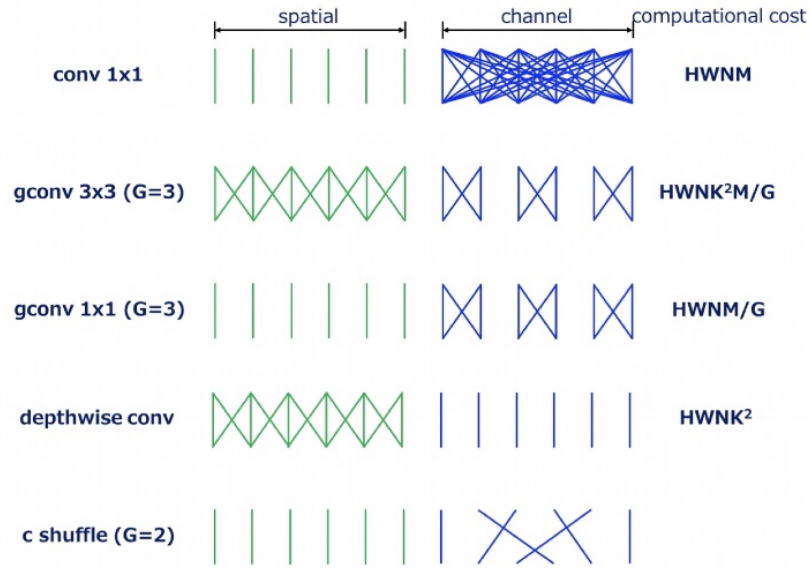 spatial channel computational cost
conv 1x1 HWNM
gconv 3x3 (G=3) HWNK²M/G
gconv 1x1 (G=3) HWNM/G
depthwise conv HWNK²
c shuffle (G=2)